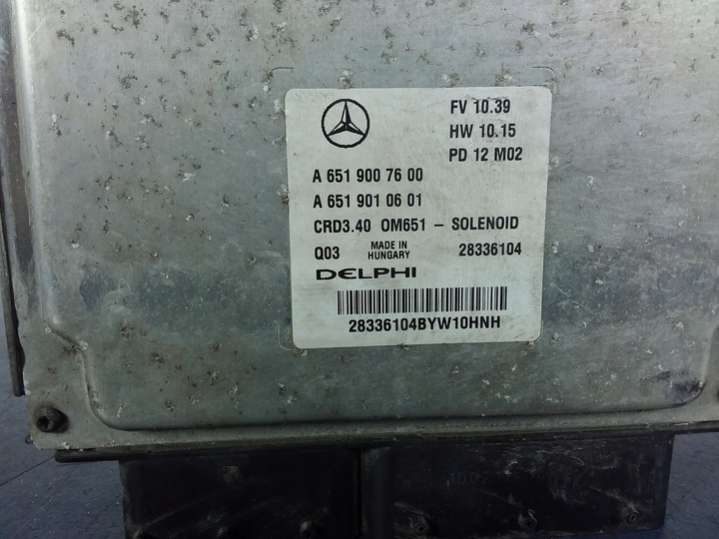 FV 10.39
HW 10.15
PD 12 M02
A 651 900 76 00
A 651 901 06 01
CRD3.40 OM651 – SOLENOID
Q03 MADE IN HUNGARY 28336104
DELPHI
28336104BYW10HNH